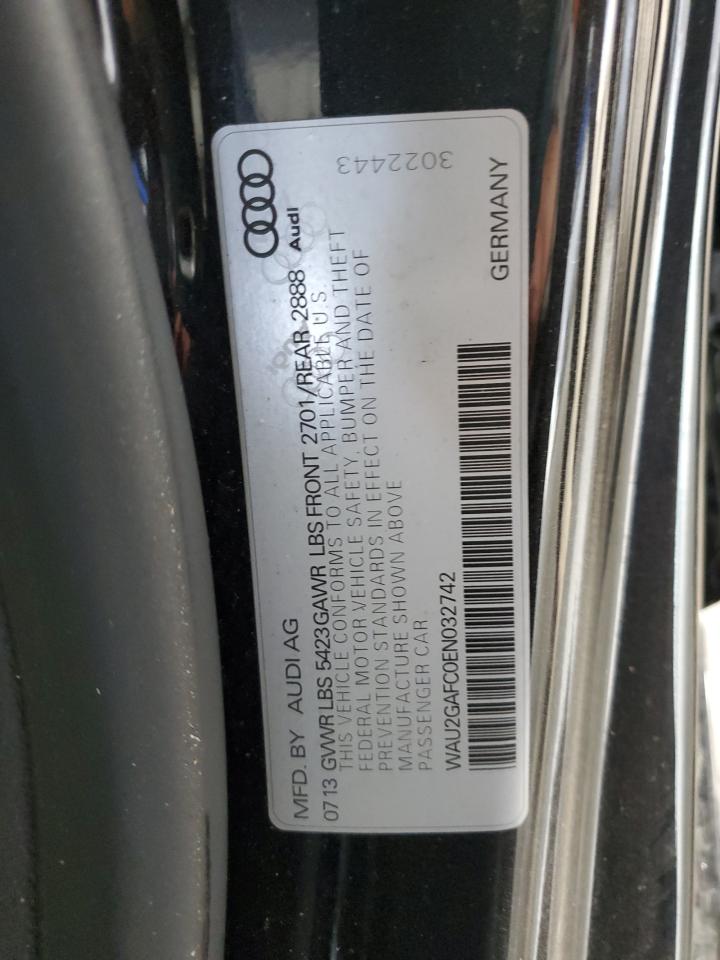 MFD. BY AUDI AG
Audi
07 13 GVWR LBS 5423 GAWR LBS FRONT 2701/REAR 2888
THIS VEHICLE CONFORMS TO ALL APPLICABLE U.S.
FEDERAL MOTOR VEHICLE SAFETY, BUMPER AND THEFT
PREVENTION STANDARDS IN EFFECT ON THE DATE OF
MANUFACTURE SHOWN ABOVE
PASSENGER CAR
WAU2GAFC0EN032742
GERMANY
3022443